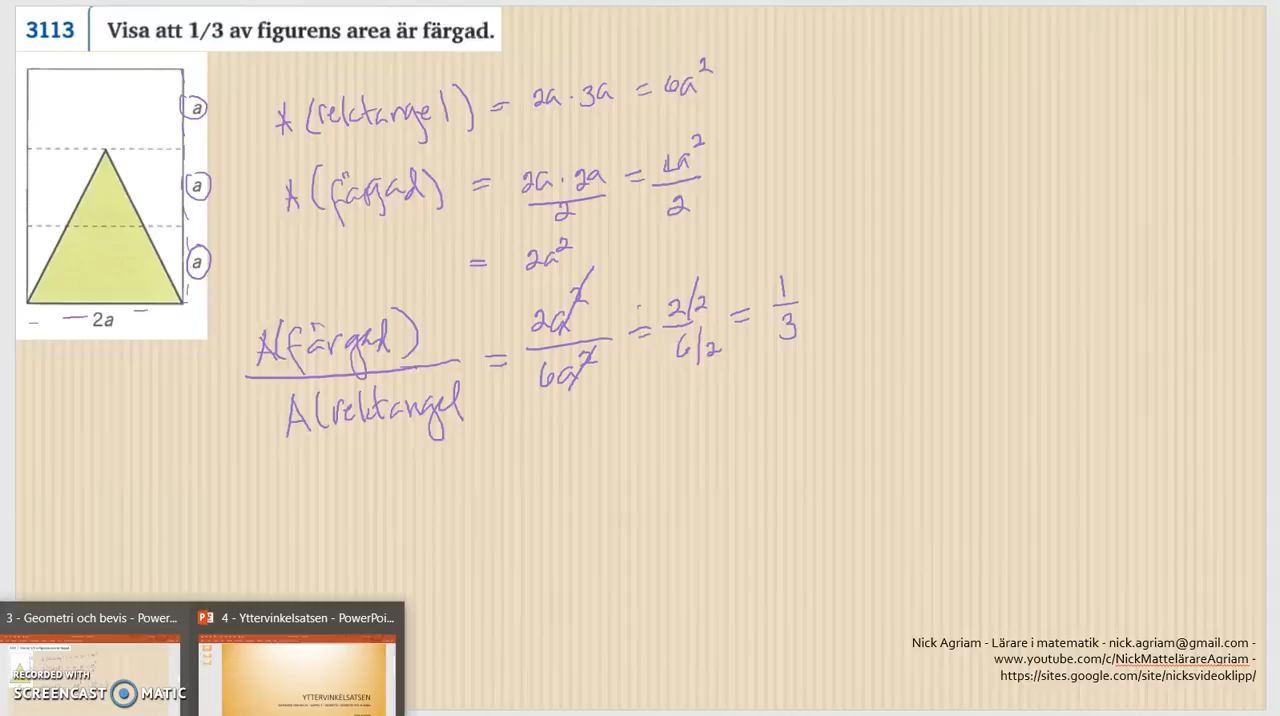 3113 Visa att 1/3 av figurens area är färgad.
a
a
a
2a
A(rektangel) = 2a · 3a = 6a²
A(färgad) = 2a · 2a / 2 = 4a² / 2
= 2a²
A(färgad) / A(rektangel = 2a² / 6a² = 2/2 / 6/2 = 1/3
3 - Geometri och bevis - Power...
4 - Yttervinkelsatsen - PowerPoi...
YTTERVINKELSATSEN
RECORDED WITH
SCREENCAST MATIC
Nick Agriam - Lärare i matematik - nick.agriam@gmail.com -
www.youtube.com/c/NickMattelärareAgriam -
https://sites.google.com/site/nicksvideoklipp/